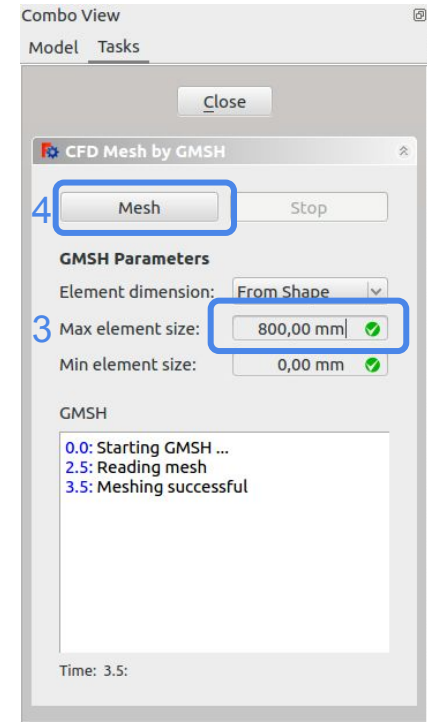 Combo View
Model Tasks
Close
CFD Mesh by GMSH
4 Mesh Stop
GMSH Parameters
Element dimension: From Shape
3 Max element size: 800,00 mm
Min element size: 0,00 mm
GMSH
0.0: Starting GMSH ...
2.5: Reading mesh
3.5: Meshing successful
Time: 3.5: